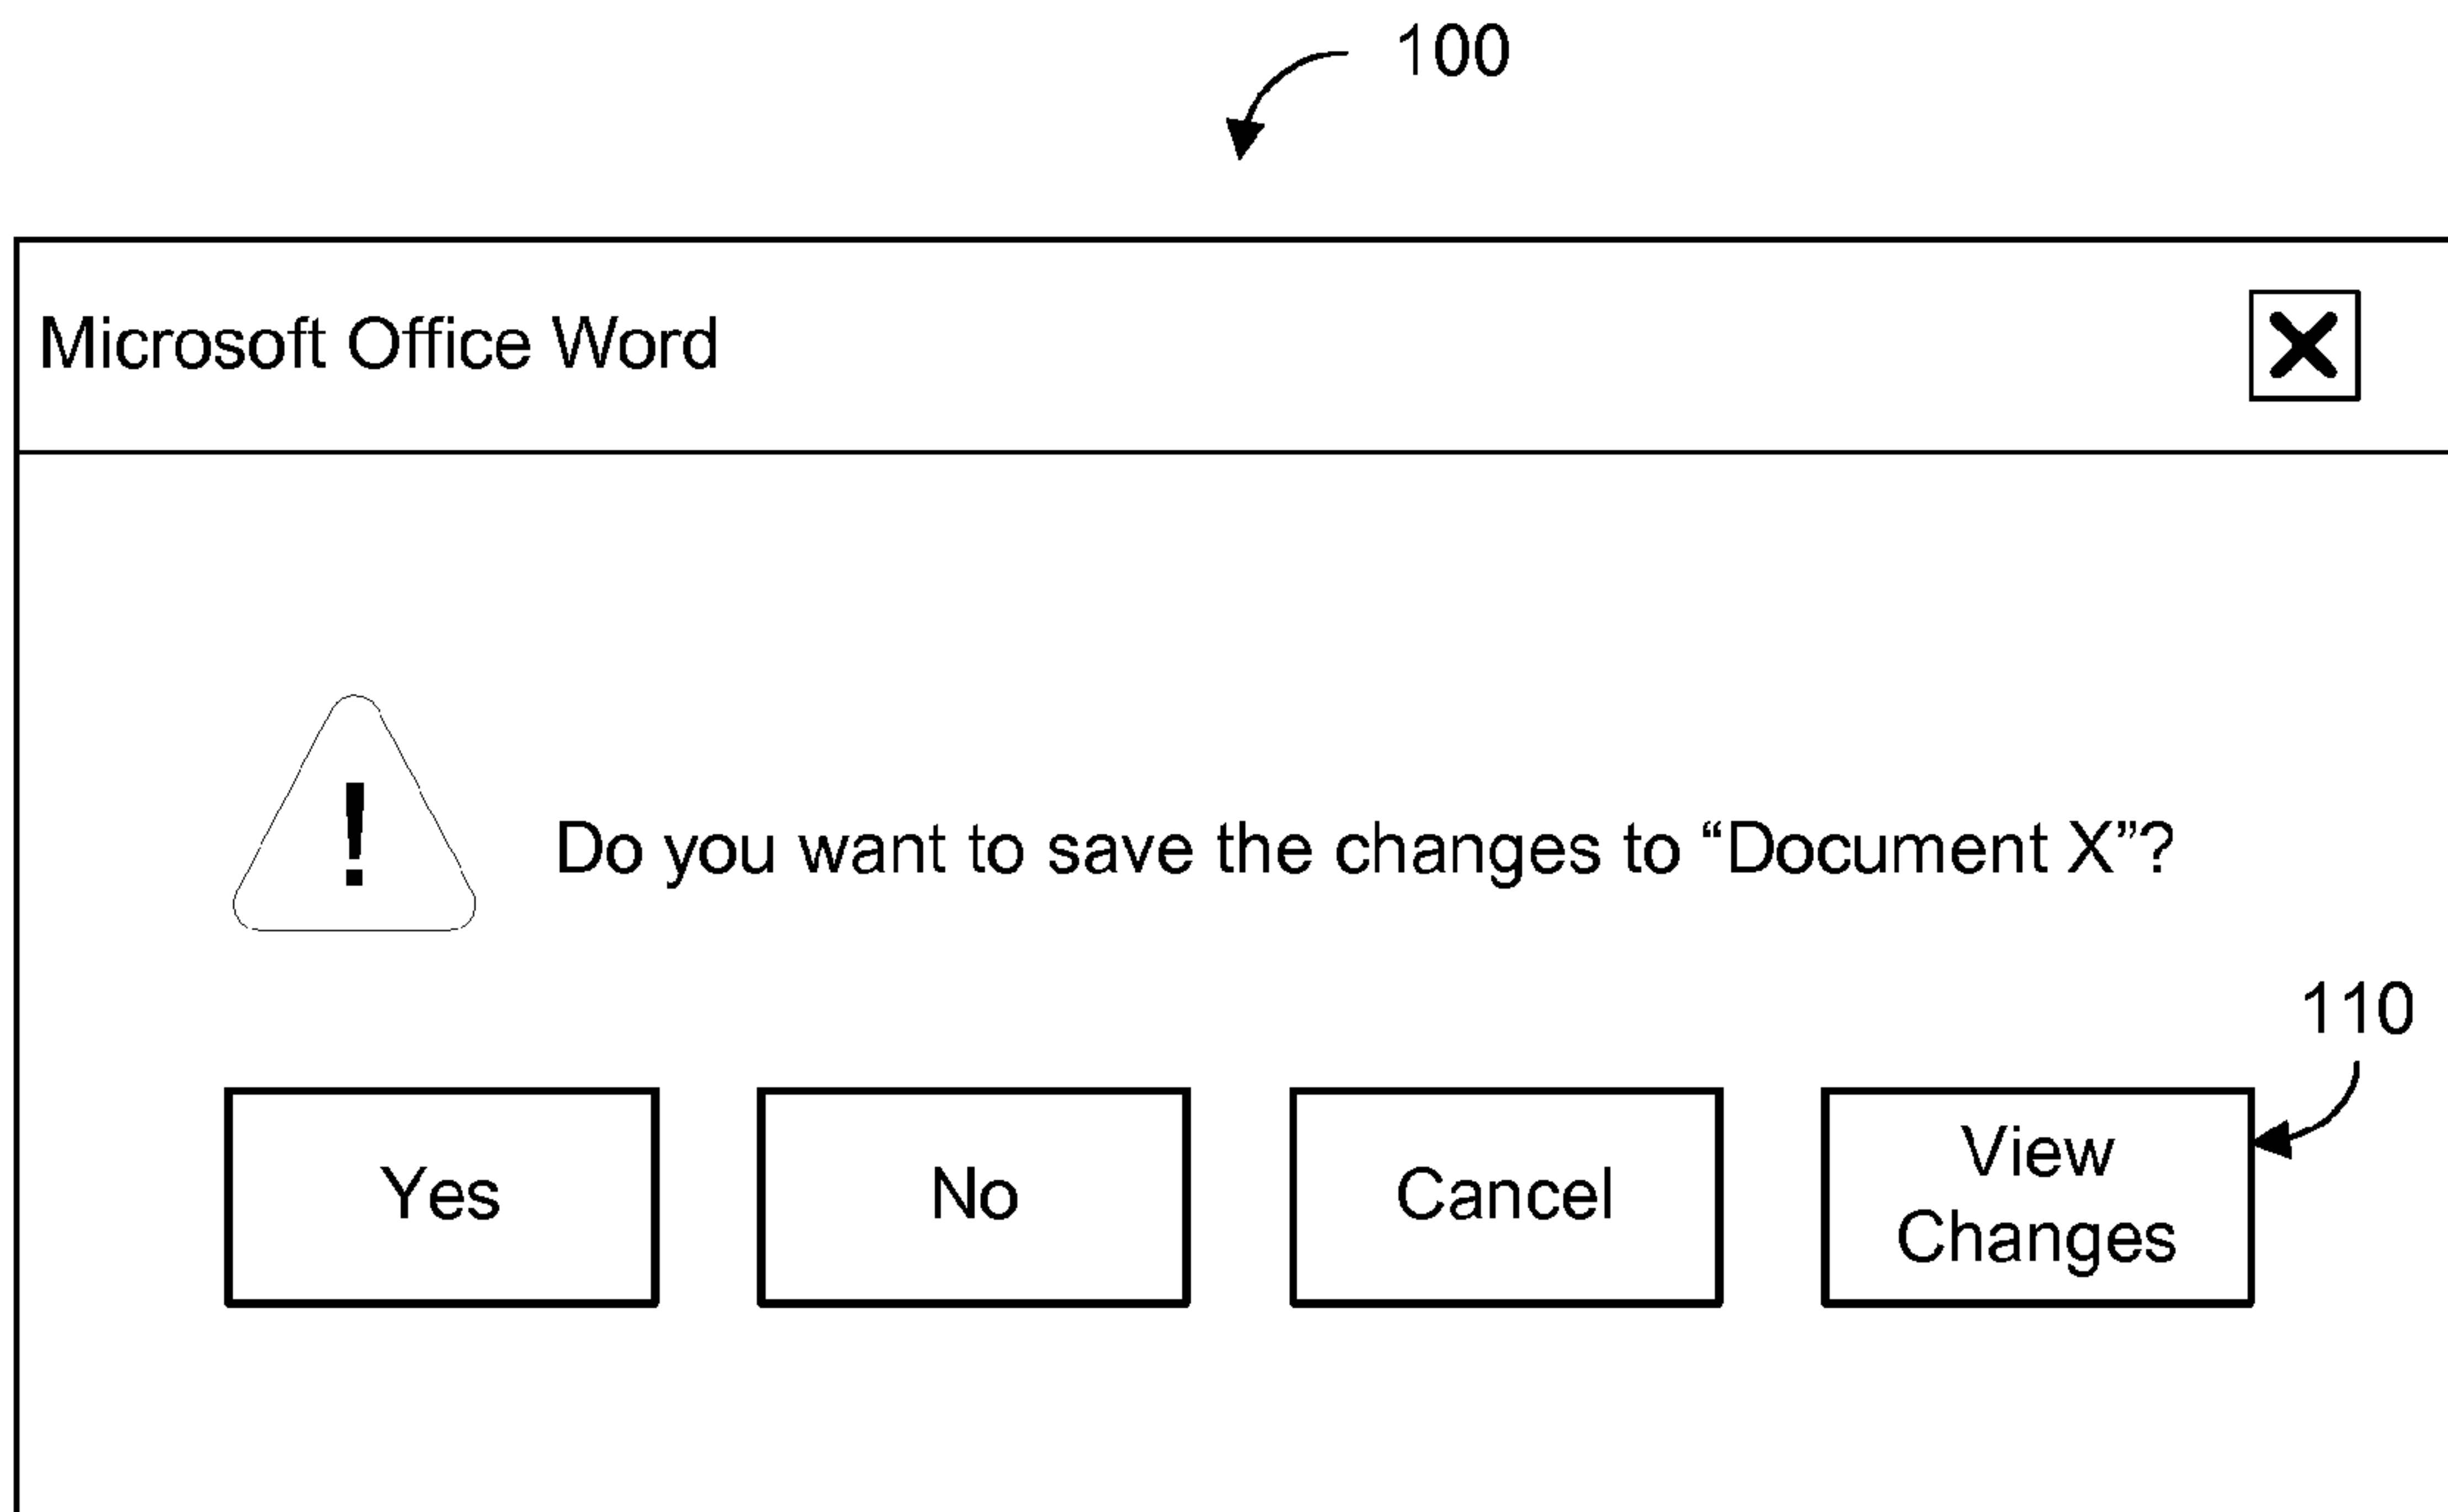 100
Microsoft Office Word
!
Do you want to save the changes to “Document X”?
110
Yes
No
Cancel
View
Changes